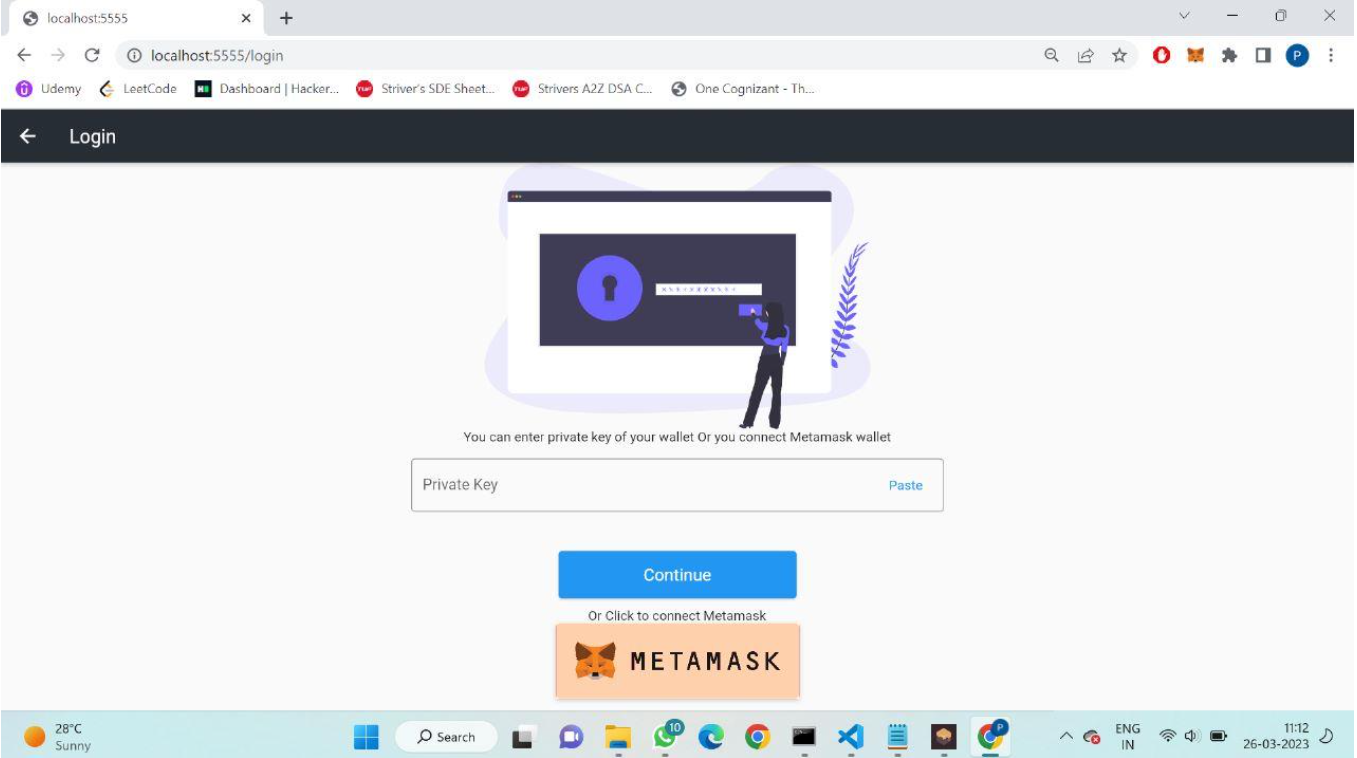 localhost:5555
localhost:5555/login
P
Udemy LeetCode Dashboard | Hacker... Striver's SDE Sheet... Strivers A2Z DSA C... One Cognizant - Th...
Login
You can enter private key of your wallet Or you connect Metamask wallet
Private Key Paste
Continue
Or Click to connect Metamask
METAMASK
28°C
Sunny
Search
10
P
ENG
IN
11:12
26-03-2023